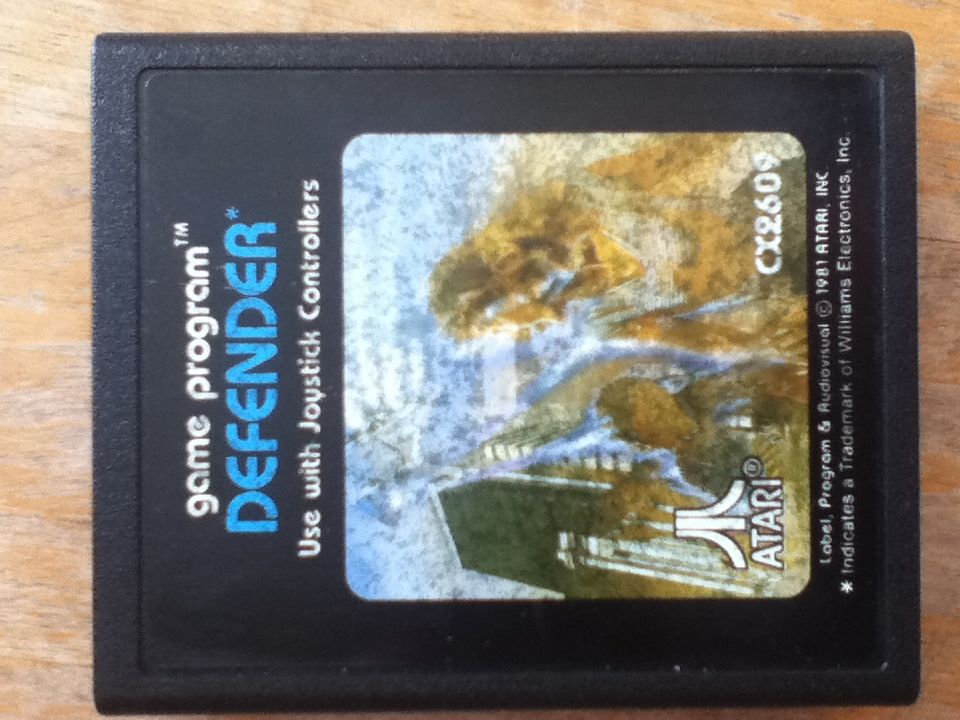 game program™
DEFENDER*
Use with Joystick Controllers
CX2609
ATARI®
Label, Program & Audiovisual © 1981 ATARI, INC
* Indicates a Trademark of Williams Electronics, Inc.